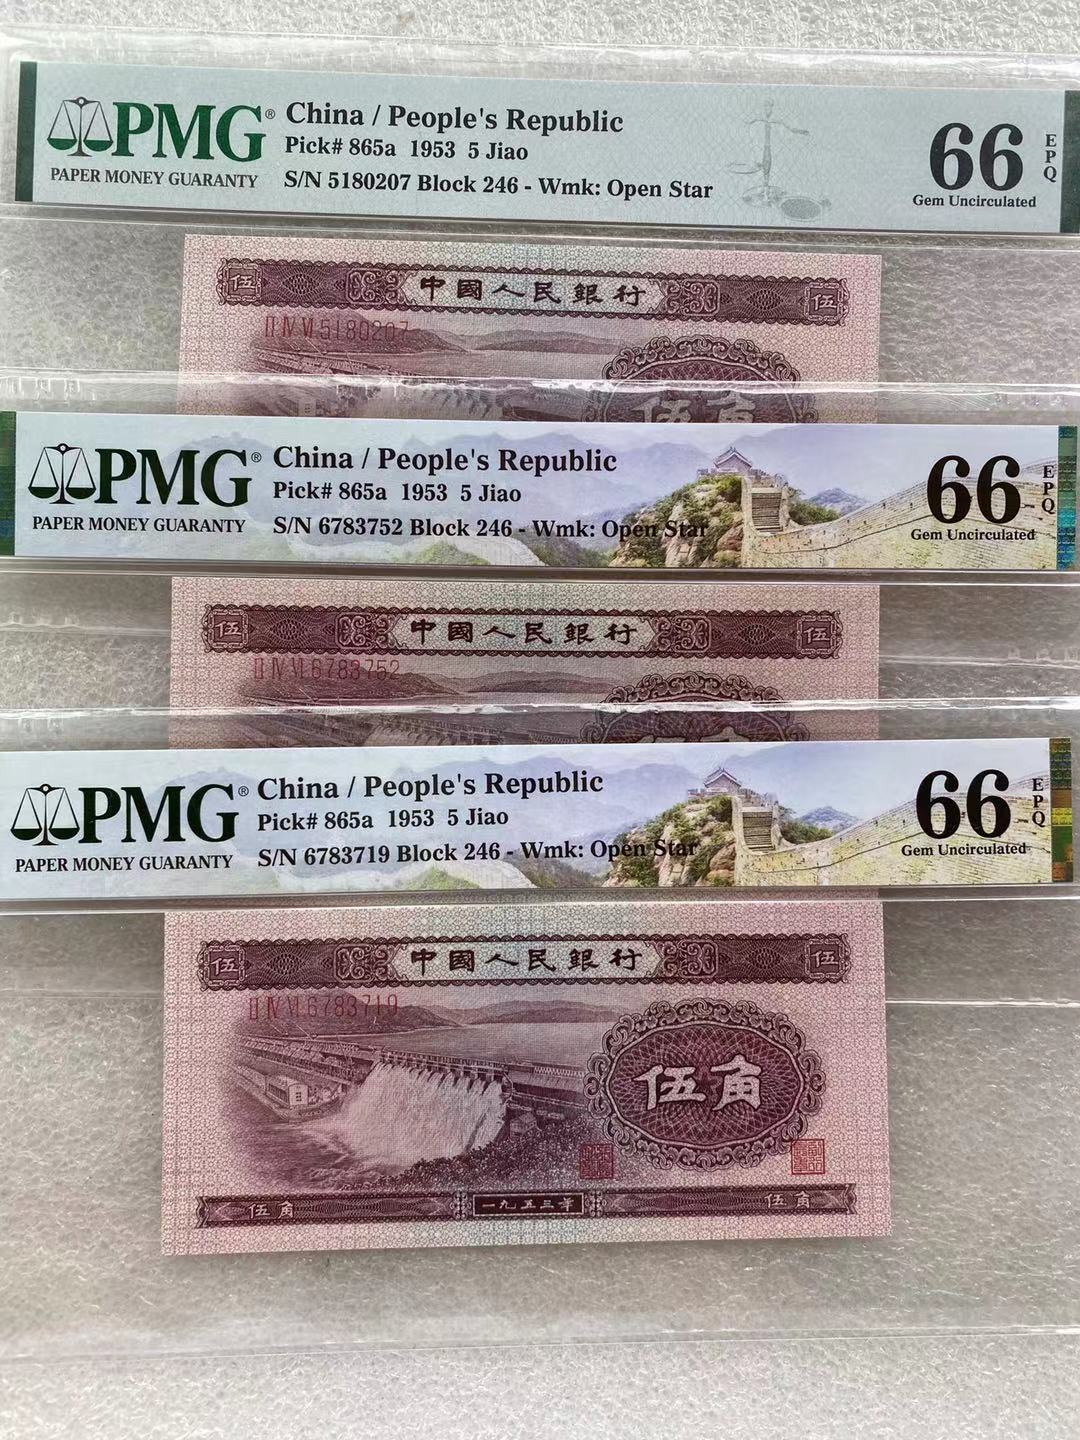 PMG®
PAPER MONEY GUARANTY
China / People's Republic
Pick# 865a 1953 5 Jiao
S/N 5180207 Block 246 - Wmk: Open Star
66
EPQ
Gem Uncirculated
伍
中國人民銀行
伍
II IV VI 5180207
伍角
PMG®
PAPER MONEY GUARANTY
China / People's Republic
Pick# 865a 1953 5 Jiao
S/N 6783752 Block 246 - Wmk: Open Star
66
EPQ
Gem Uncirculated
伍
中國人民銀行
伍
II IV VI 6783752
PMG®
PAPER MONEY GUARANTY
China / People's Republic
Pick# 865a 1953 5 Jiao
S/N 6783719 Block 246 - Wmk: Open Star
66
EPQ
Gem Uncirculated
伍
中國人民銀行
伍
II IV VI 6783719
伍角
伍角
一九五三年
伍角